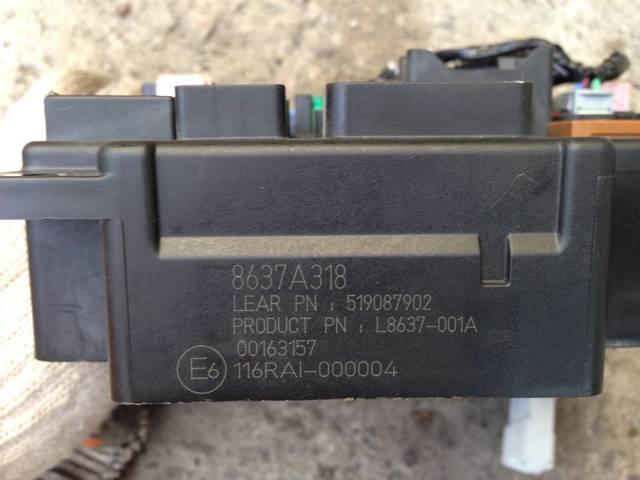 8637A318
LEAR PN : 519087902
PRODUCT PN : L8637-001A
00163157
E6 116RAI-000004